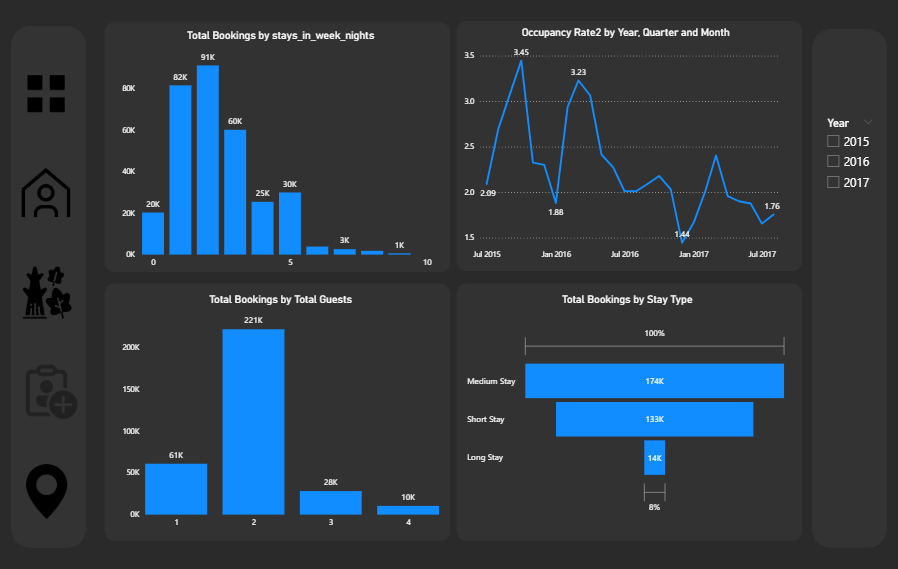 Total Bookings by stays_in_week_nights
91K
82K
80K
60K
60K
40K
30K
25K
20K
20K
3K
1K
0K
0
5
10
Occupancy Rate2 by Year, Quarter and Month
3.5
3.45
3.23
3.0
2.5
2.0
2.09
1.88
1.76
1.5
1.44
Jul 2015
Jan 2016
Jul 2016
Jan 2017
Jul 2017
Year
2015
2016
2017
Total Bookings by Total Guests
221K
200K
150K
100K
61K
50K
28K
10K
0K
1
2
3
4
Total Bookings by Stay Type
100%
Medium Stay
174K
Short Stay
133K
Long Stay
14K
8%